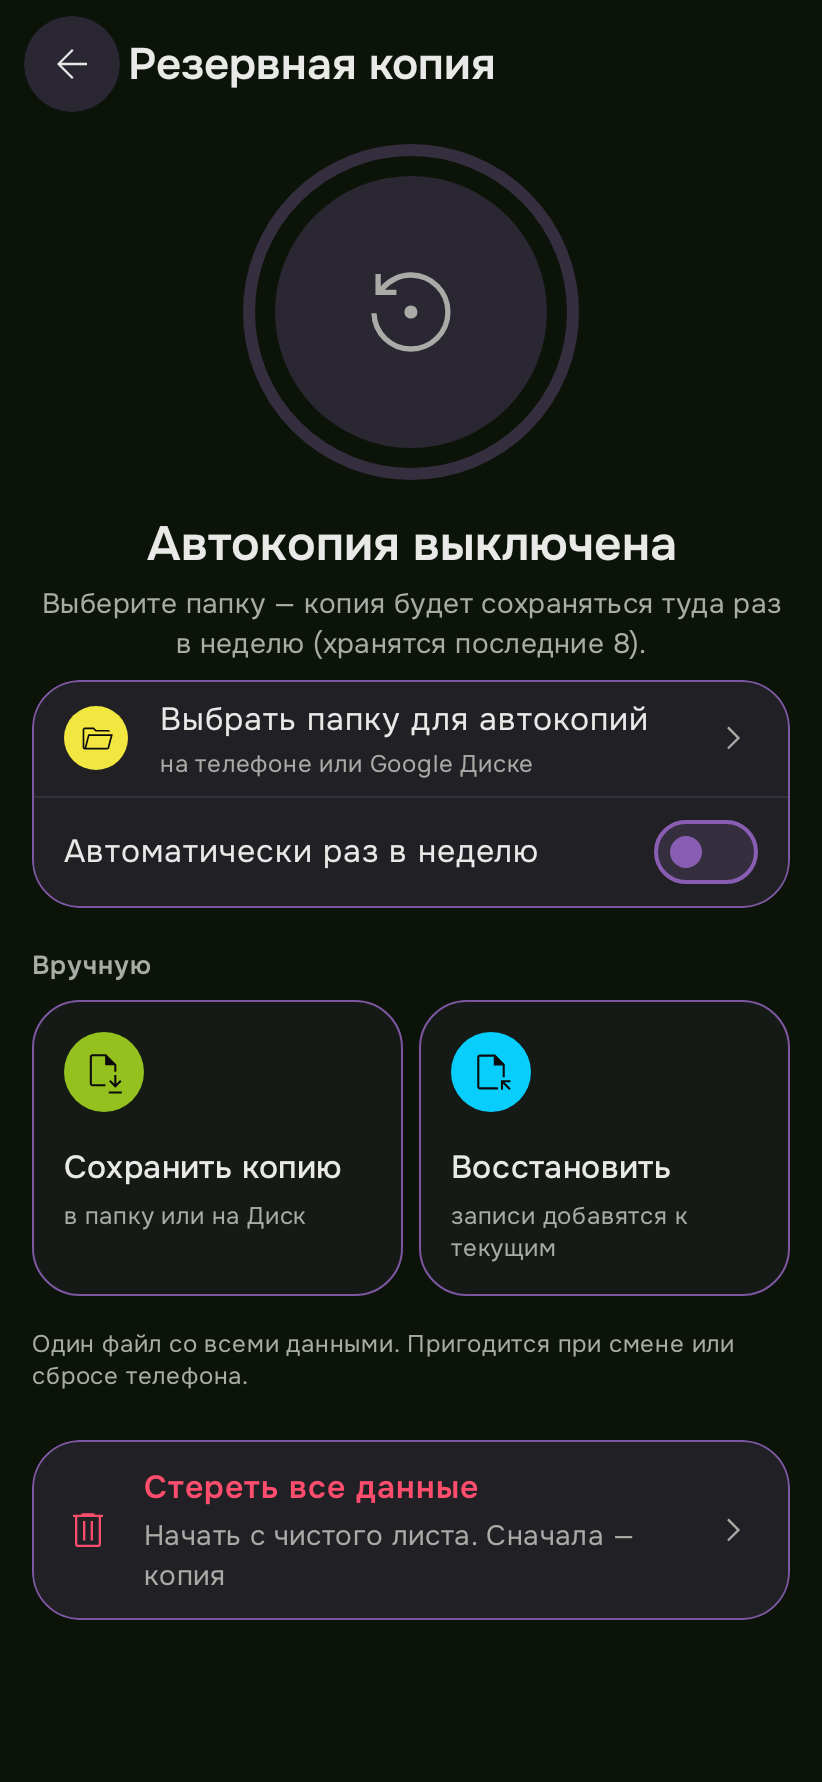 Резервная копия
Автокопия выключена
Выберите папку — копия будет сохраняться туда раз
в неделю (хранятся последние 8).
Выбрать папку для автокопий
на телефоне или Google Диске
Автоматически раз в неделю
Вручную
Сохранить копию
в папку или на Диск
Восстановить
записи добавятся к
текущим
Один файл со всеми данными. Пригодится при смене или
сбросе телефона.
Стереть все данные
Начать с чистого листа. Сначала —
копия